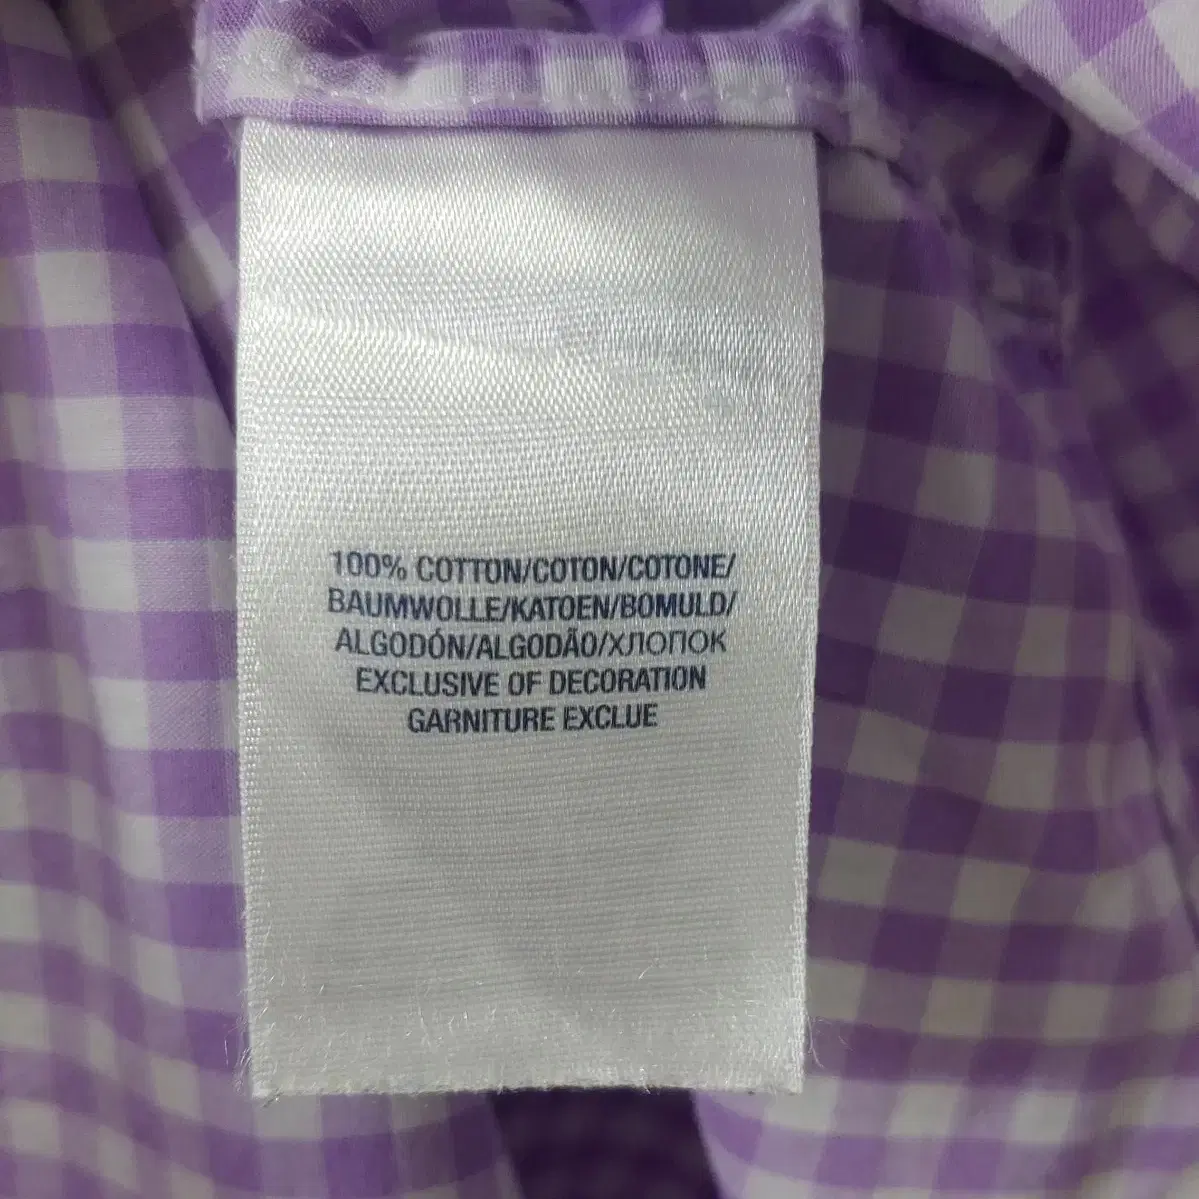 100% COTTON/COTON/COTONE/
BAUMWOLLE/KATOEN/BOMULD/
ALGODÓN/ALGODÃO/ХЛОПОК
EXCLUSIVE OF DECORATION
GARNITURE EXCLUE